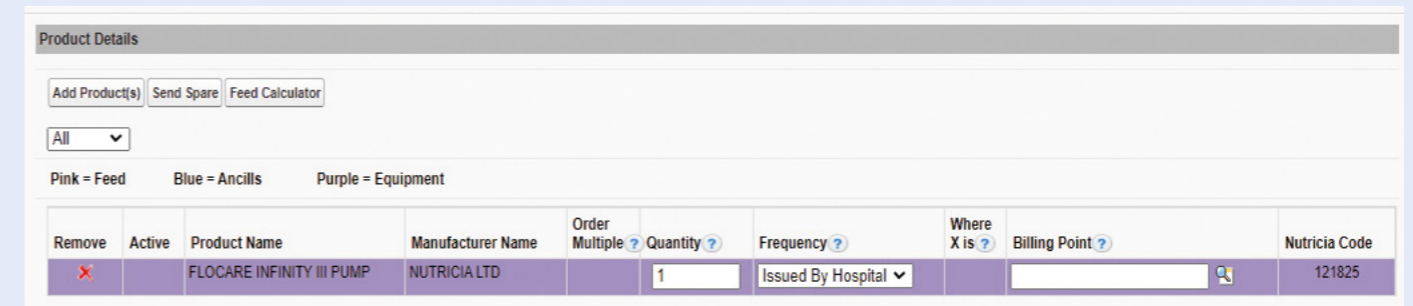 Product Details
Add Product(s) Send Spare Feed Calculator
All
Pink = Feed Blue = Ancills Purple = Equipment
Remove Active Product Name Manufacturer Name Order Multiple ? Quantity ? Frequency ? Where X is ? Billing Point ? Nutricia Code
FLOCARE INFINITY III PUMP NUTRICIA LTD 1 Issued By Hospital 121825